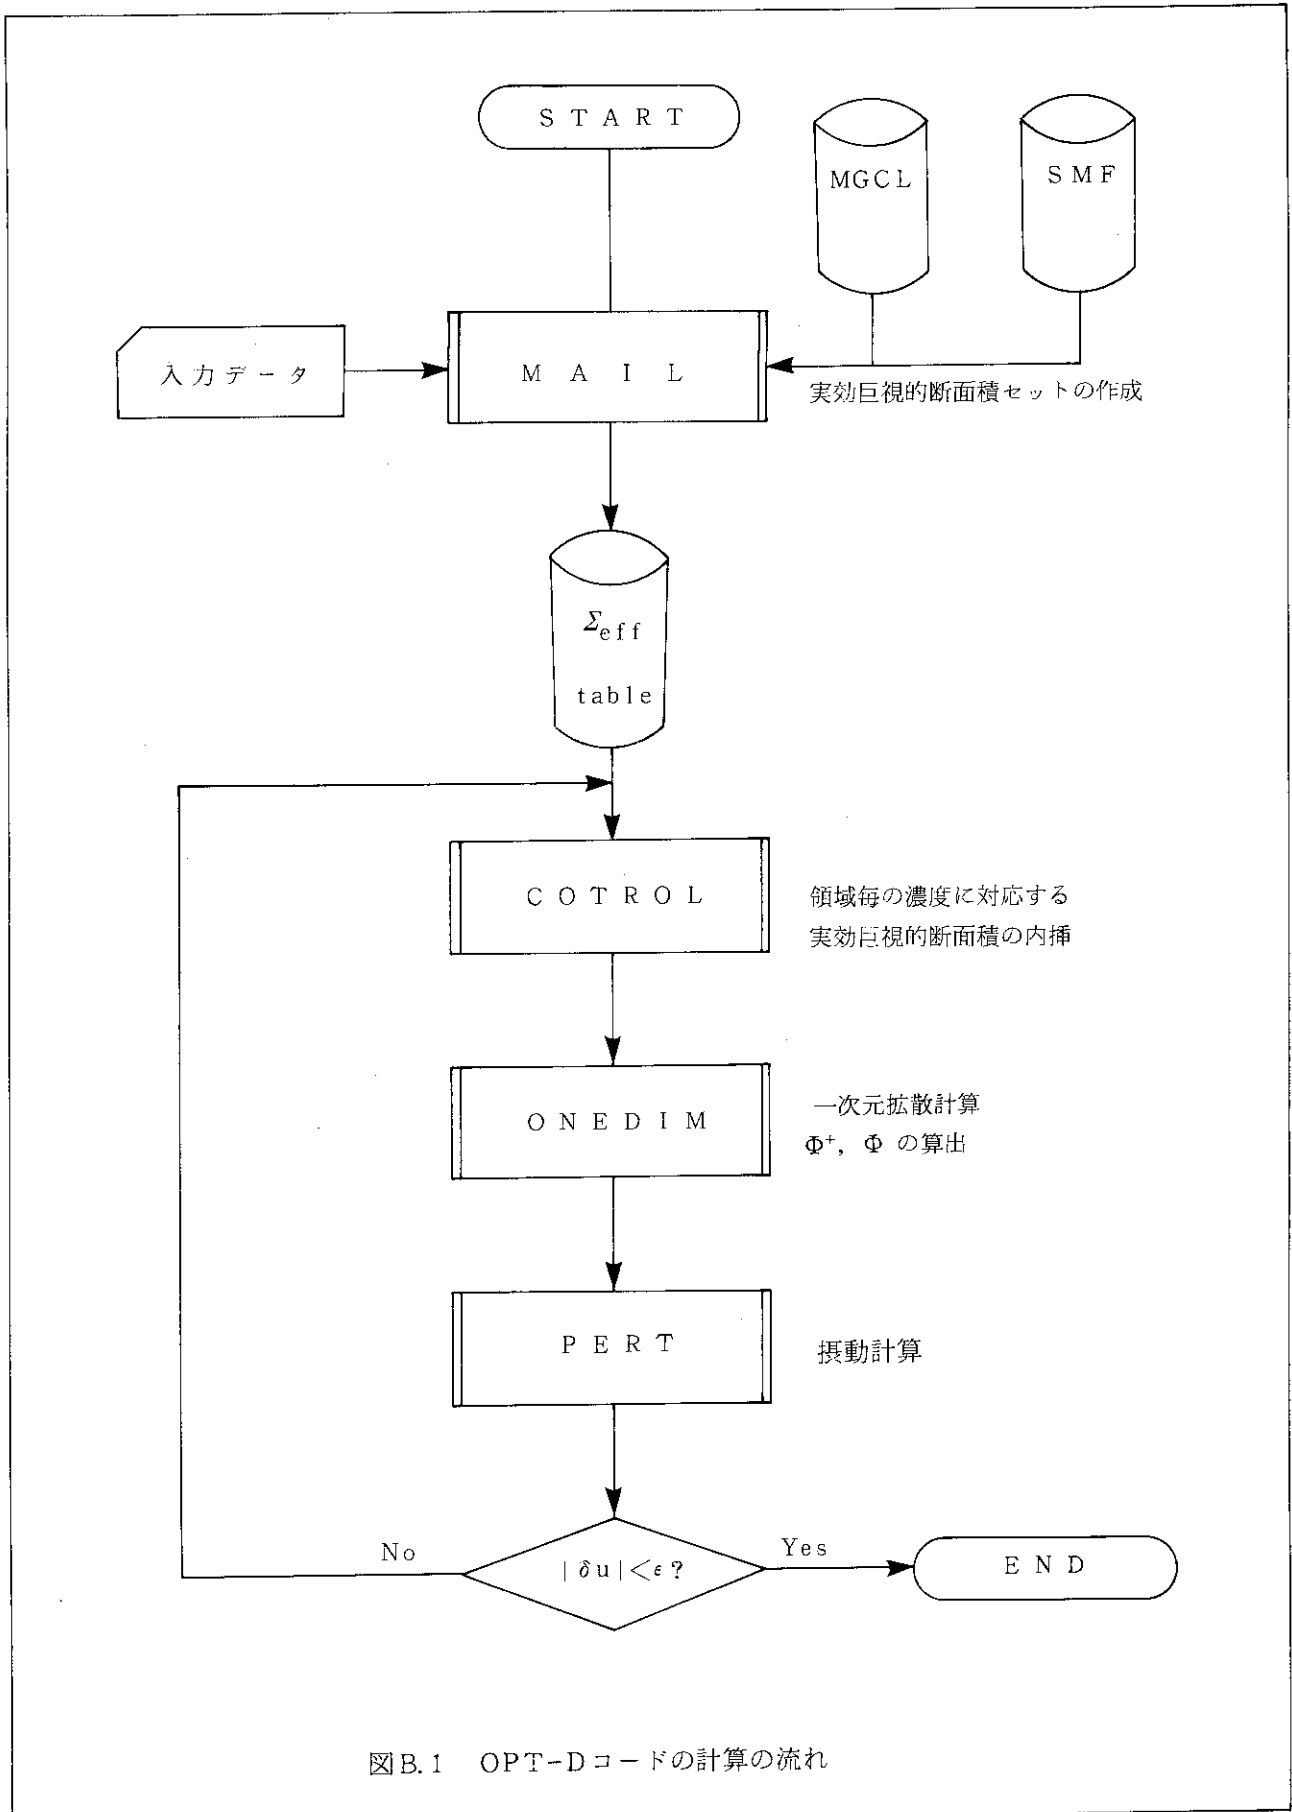 START
MGCL
SMF
入力データ
MAIL
実効巨視的断面積セットの作成
Σeff
table
COTROL
領域毎の濃度に対応する
実効巨視的断面積の内挿
ONEDIM
一次元拡散計算
Φ+, Φ の算出
PERT
摂動計算
No
|δu|<ε?
Yes
END
図B.1 OPT-Dコードの計算の流れ